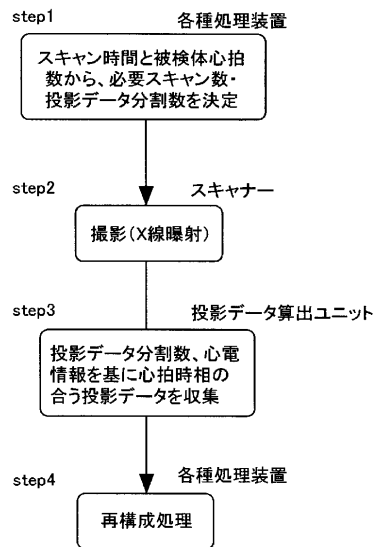 step1
各種処理装置
スキャン時間と被検体心拍
数から、必要スキャン数・
投影データ分割数を決定
step2
スキャナー
撮影(X線曝射)
step3
投影データ算出ユニット
投影データ分割数、心電
情報を基に心拍時相の
合う投影データを収集
step4
各種処理装置
再構成処理